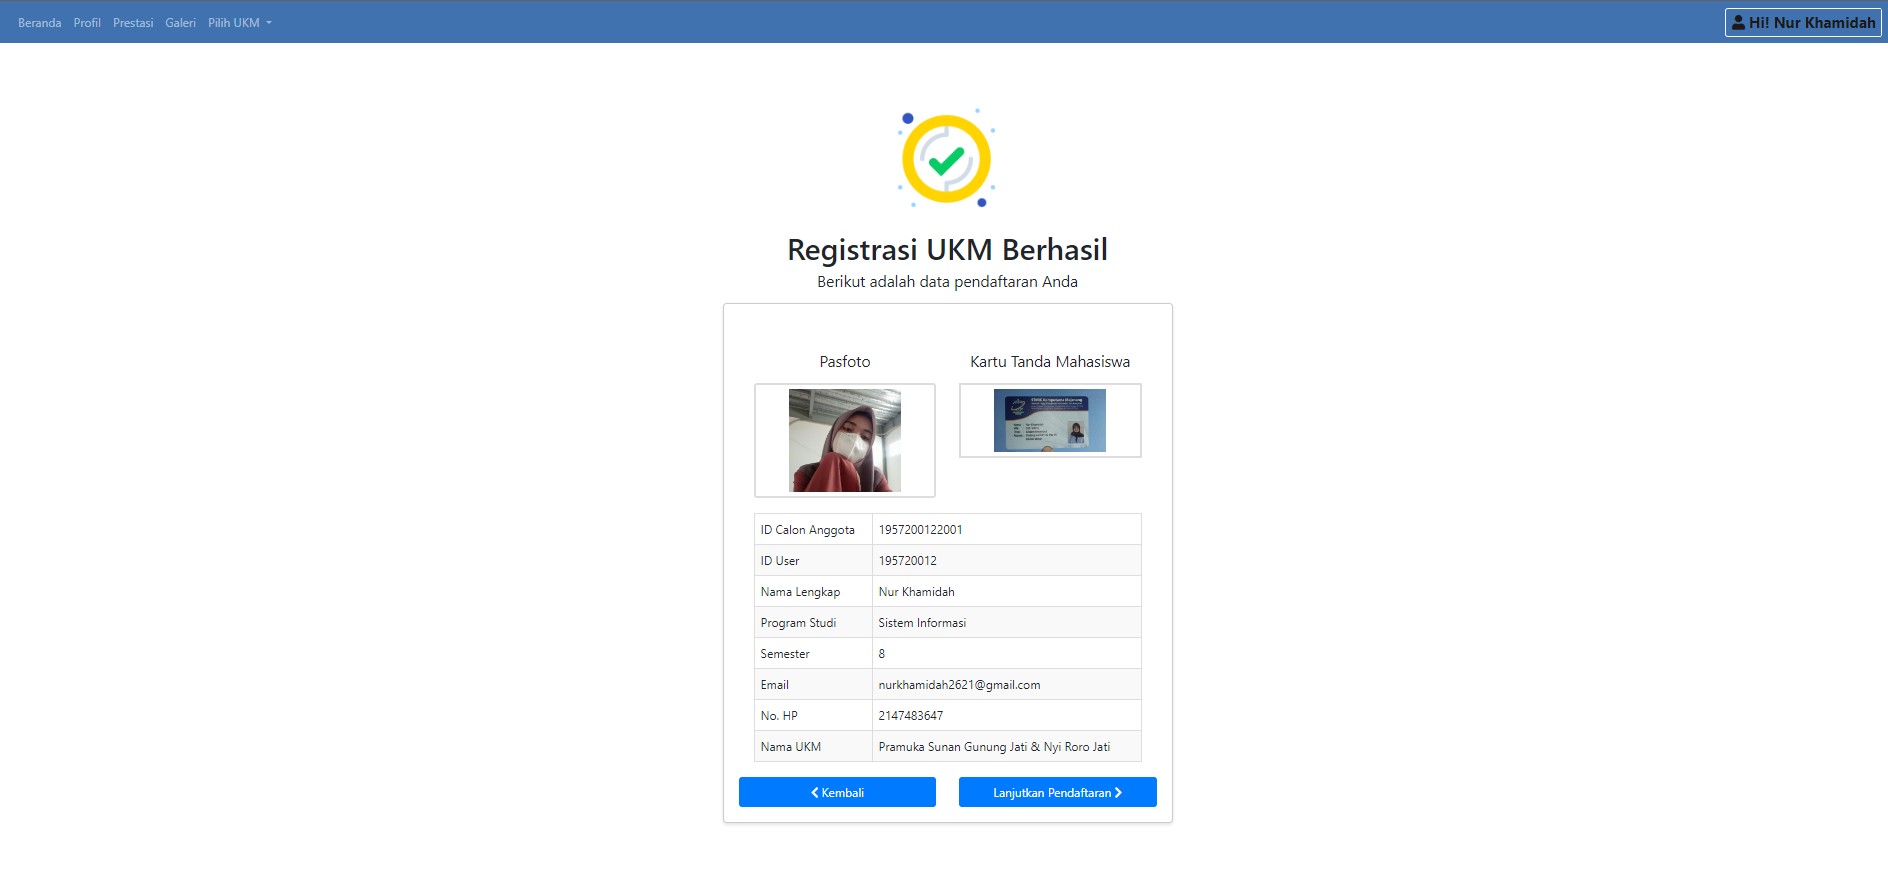 Beranda Profil Prestasi Galeri Pilih UKM
Hi! Nur Khamidah
Registrasi UKM Berhasil
Berikut adalah data pendaftaran Anda
Pasfoto
Kartu Tanda Mahasiswa
ID Calon Anggota 1957200122001
ID User 195720012
Nama Lengkap Nur Khamidah
Program Studi Sistem Informasi
Semester 8
Email nurkhamidah2621@gmail.com
No. HP 2147483647
Nama UKM Pramuka Sunan Gunung Jati & Nyi Roro Jati
Kembali
Lanjutkan Pendaftaran